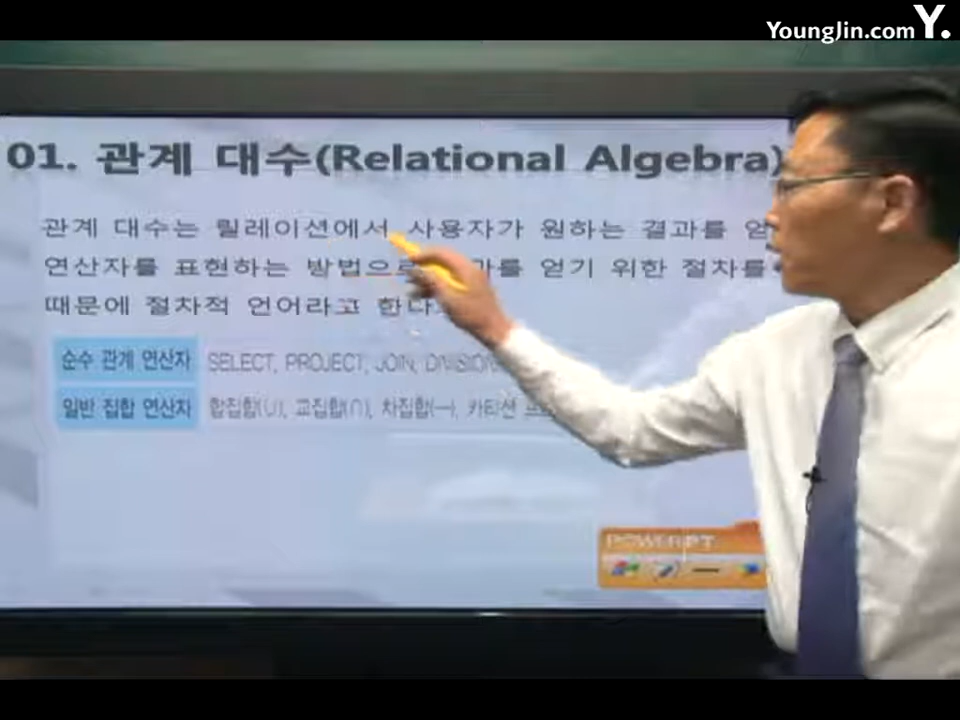 YoungJin.com Y.
01. 관계 대수(Relational Algebra)
관계 대수는 릴레이션에서 사용자가 원하는 결과를
연산자를 표현하는 방법으로 얻기 위한 절차를
때문에 절차적 언어라고 한다.
순수 관계 연산자 SELECT, PROJECT, JOIN, DIVISION
일반 집합 연산자 합집합(∪), 교집합(∩), 차집합(－), 카티션
POWER PT